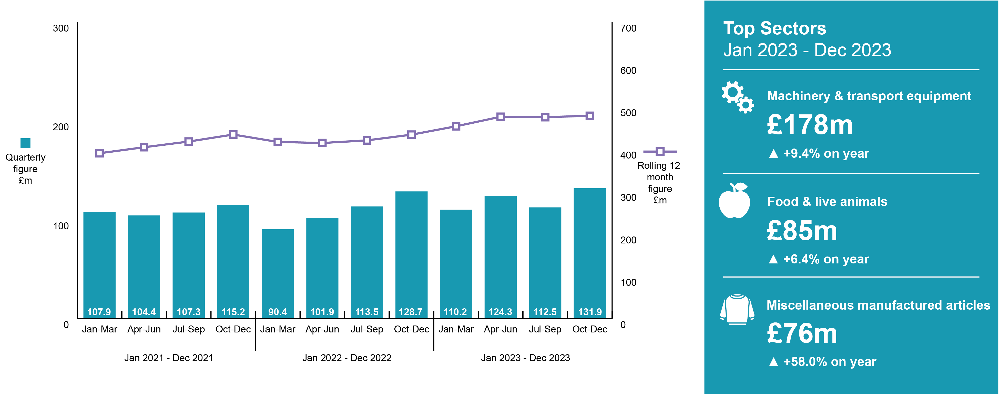 300
200
100
0
Quarterly
figure
£m
700
600
500
400
300
200
100
0
Rolling 12
month
figure
£m
107.9 104.4 107.3 115.2 90.4 101.9 113.5 128.7 110.2 124.3 112.5 131.9
Jan-Mar Apr-Jun Jul-Sep Oct-Dec Jan-Mar Apr-Jun Jul-Sep Oct-Dec Jan-Mar Apr-Jun Jul-Sep Oct-Dec
Jan 2021 - Dec 2021 Jan 2022 - Dec 2022 Jan 2023 - Dec 2023
Top Sectors
Jan 2023 - Dec 2023
Machinery & transport equipment
£178m
▲ +9.4% on year
Food & live animals
£85m
▲ +6.4% on year
Miscellaneous manufactured articles
£76m
▲ +58.0% on year